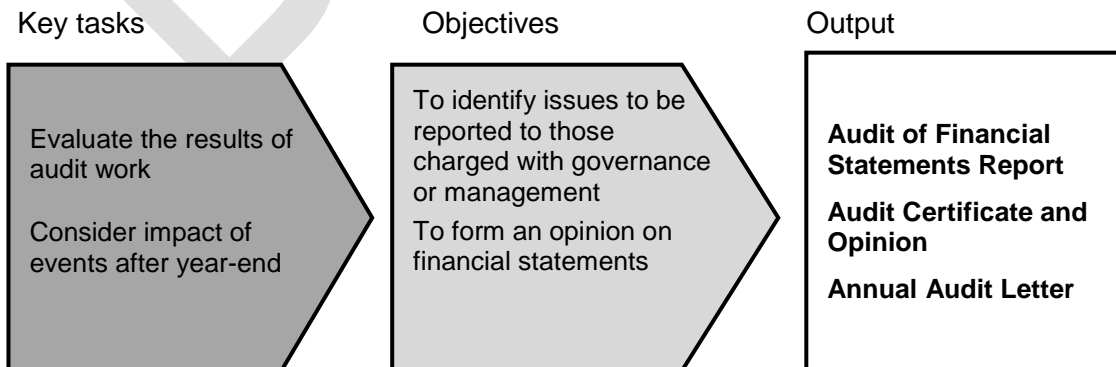 Key tasks
Objectives
Output
Evaluate the results of
audit work
Consider impact of
events after year-end
To identify issues to be
reported to those
charged with governance
or management
To form an opinion on
financial statements
Audit of Financial
Statements Report
Audit Certificate and
Opinion
Annual Audit Letter